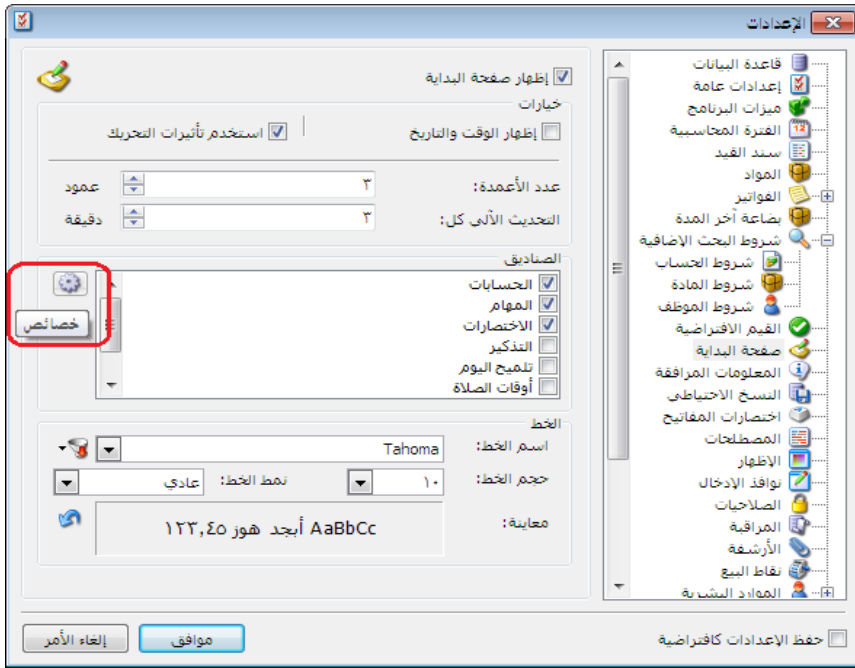 الإعدادات
قاعدة البيانات
إعدادات عامة
ميزات البرنامج
الفترة المحاسبية
سند القيد
المواد
الفواتير
بضاعة آخر المدة
شروط البحث الإضافية
شروط الحساب
شروط المادة
شروط الموظف
القيم الافتراضية
صفحة البداية
المعلومات المرافقة
النسخ الاحتياطي
اختصارات المفاتيح
المصطلحات
الإظهار
نوافذ الإدخال
الصلاحيات
المراقبة
الأرشفة
نقاط البيع
الموارد البشرية
إظهار صفحة البداية
خيارات
إظهار الوقت والتاريخ
استخدم تأثيرات التحريك
عدد الأعمدة: ٣ عمود
التحديث الآلي كل: ٣ دقيقة
الصناديق
الحسابات
المهام
الاختصارات
التذكير
تلميح اليوم
أوقات الصلاة
خصائص
الخط
اسم الخط: Tahoma
حجم الخط: ١٠ نمط الخط: عادي
معاينة: AaBbCc أبجد هوز ١٢٣,٤٥
حفظ الإعدادات كافتراضية
موافق
إلغاء الأمر